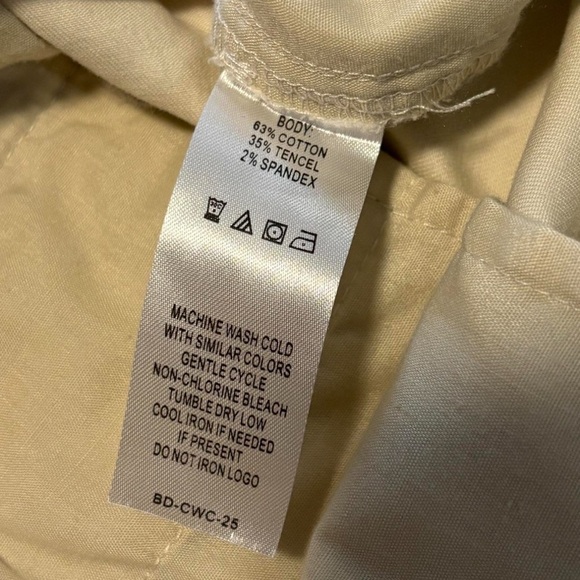 BODY:
63% COTTON
35% TENCEL
2% SPANDEX
MACHINE WASH COLD
WITH SIMILAR COLORS
GENTLE CYCLE
NON-CHLORINE BLEACH
TUMBLE DRY LOW
COOL IRON IF NEEDED
IF PRESENT
DO NOT IRON LOGO
BD-CWC-25